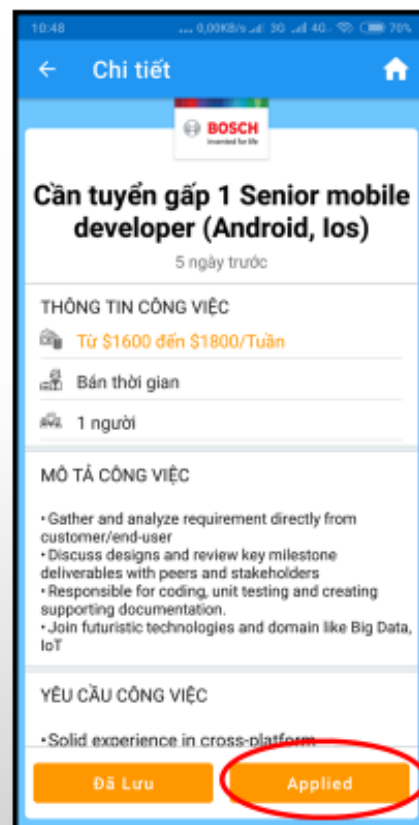 10:48 ... 0,00KB/s 3G 4G 70%
Chi tiết
BOSCH
Invented for life
Cần tuyển gấp 1 Senior mobile
developer (Android, Ios)
5 ngày trước
THÔNG TIN CÔNG VIỆC
Từ $1600 đến $1800/Tuần
Bán thời gian
1 người
MÔ TẢ CÔNG VIỆC
• Gather and analyze requirement directly from
customer/end-user
• Discuss designs and review key milestone
deliverables with peers and stakeholders
• Responsible for coding, unit testing and creating
supporting documentation.
• Join futuristic technologies and domain like Big Data,
IoT
YÊU CẦU CÔNG VIỆC
• Solid experience in cross-platform
Đã Lưu
Applied